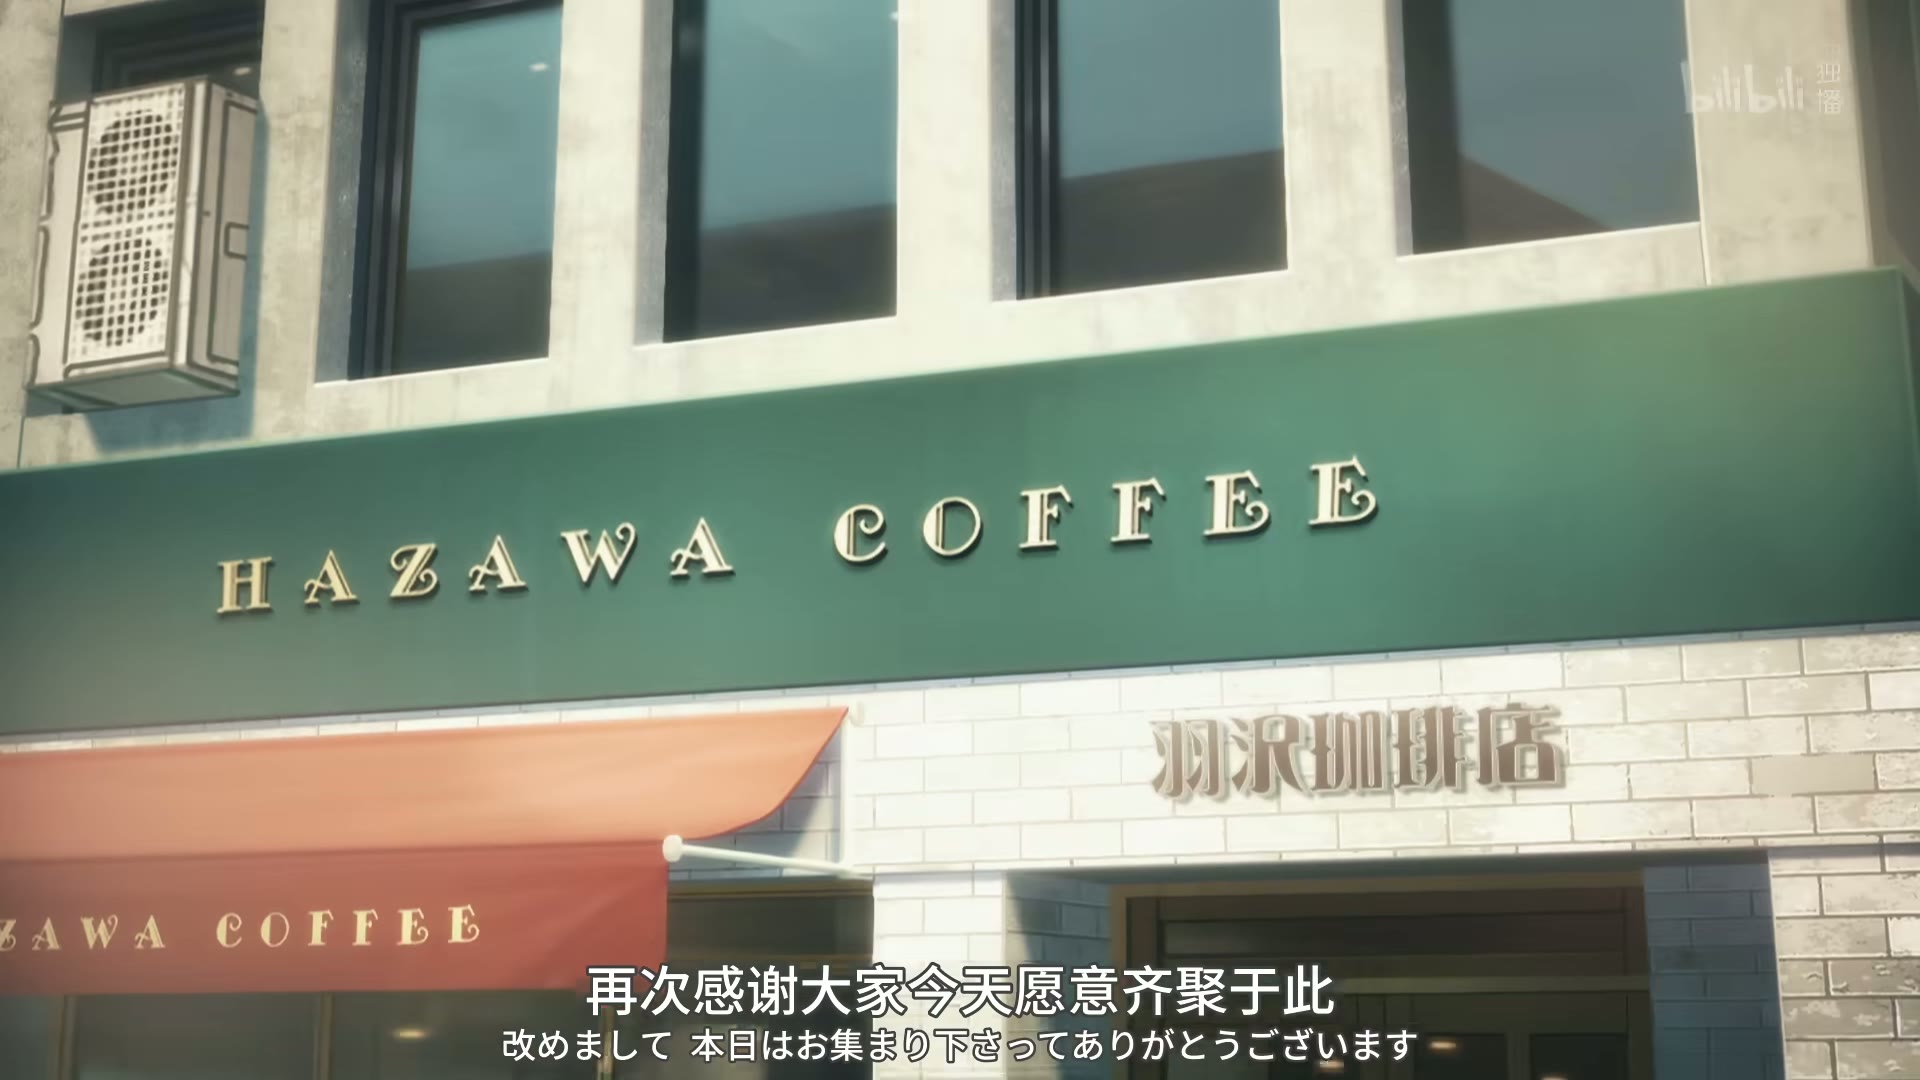 bilibili 独播
HAZAWA COFFEE
羽沢珈琲店
ZAWA COFFEE
再次感谢大家今天愿意齐聚于此
改めまして 本日はお集まり下さってありがとうございます